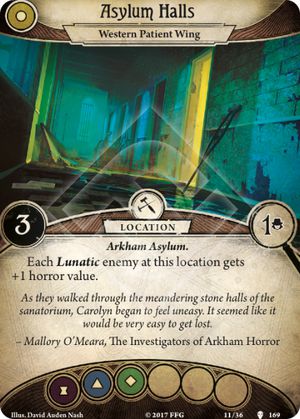 Asylum Halls
Western Patient Wing
3
LOCATION
1
Arkham Asylum.
Each Lunatic enemy at this location gets
+1 horror value.
As they walked through the meandering stone halls of the
sanatorium, Carolyn began to feel uneasy. It seemed like it
would be very easy to get lost.
– Mallory O'Meara, The Investigators of Arkham Horror
Illus. David Auden Nash
© 2017 FFG
11/36
169